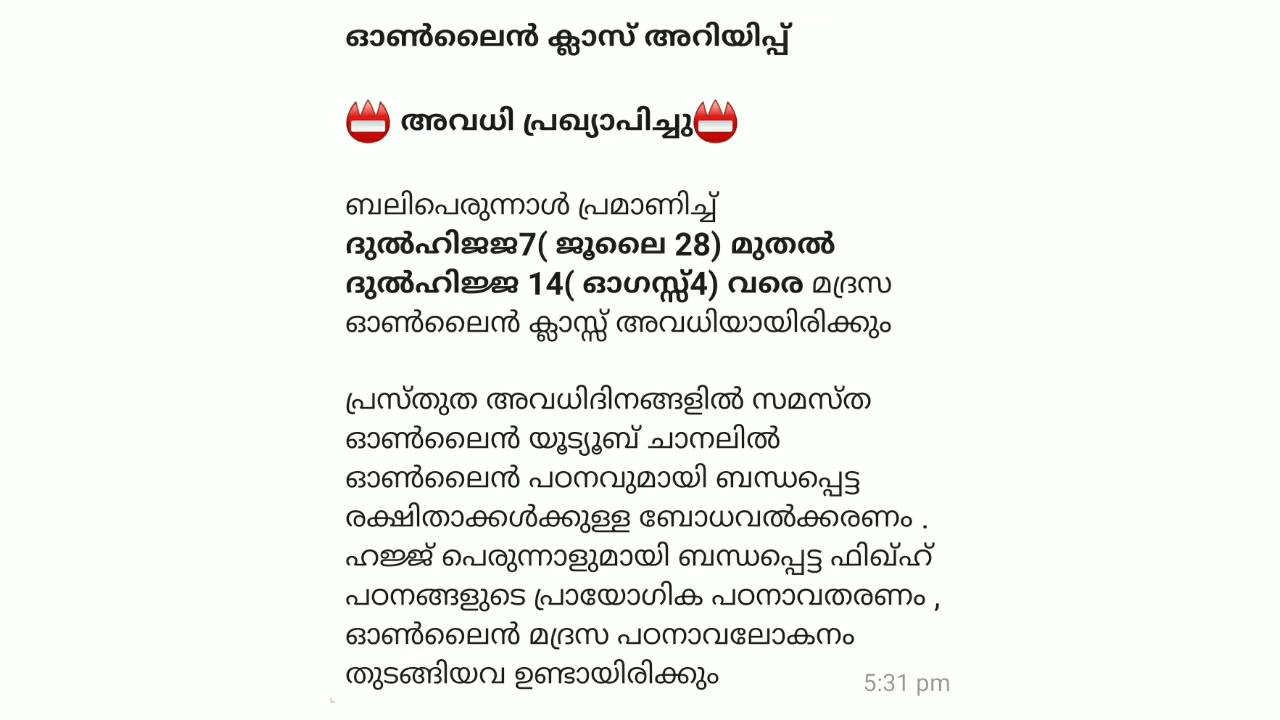 ഓൺലൈൻ ക്ലാസ് അറിയിപ്പ്
📛 അവധി പ്രഖ്യാപിച്ചു📛
ബലിപെരുന്നാൾ പ്രമാണിച്ച്
ദുൽഹിജജ7( ജൂലൈ 28) മുതൽ
ദുൽഹിജ്ജ 14( ഓഗസ്സ്4) വരെ മദ്രസ
ഓൺലൈൻ ക്ലാസ്സ് അവധിയായിരിക്കും
പ്രസ്തുത അവധിദിനങ്ങളിൽ സമസ്ത
ഓൺലൈൻ യൂട്യൂബ് ചാനലിൽ
ഓൺലൈൻ പഠനവുമായി ബന്ധപ്പെട്ട
രക്ഷിതാക്കൾക്കുള്ള ബോധവൽക്കരണം .
ഹജ്ജ് പെരുന്നാളുമായി ബന്ധപ്പെട്ട ഫിഖ്ഹ്
പഠനങ്ങളുടെ പ്രായോഗിക പഠനാവതരണം ,
ഓൺലൈൻ മദ്രസ പഠനാവലോകനം
തുടങ്ങിയവ ഉണ്ടായിരിക്കും
5:31 pm